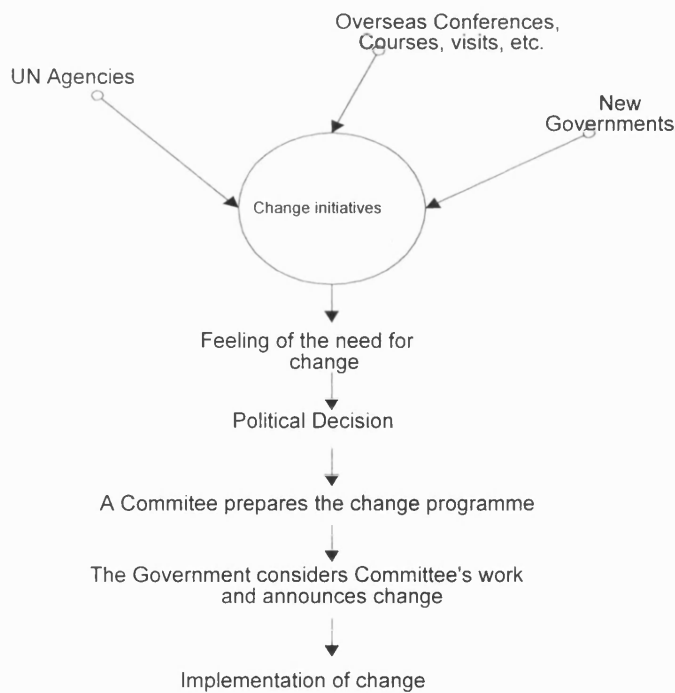 Overseas Conferences,
Courses, visits, etc.
UN Agencies
New
Governments
Change initiatives
Feeling of the need for
change
Political Decision
A Commitee prepares the change programme
The Government considers Committee's work
and announces change
Implementation of change